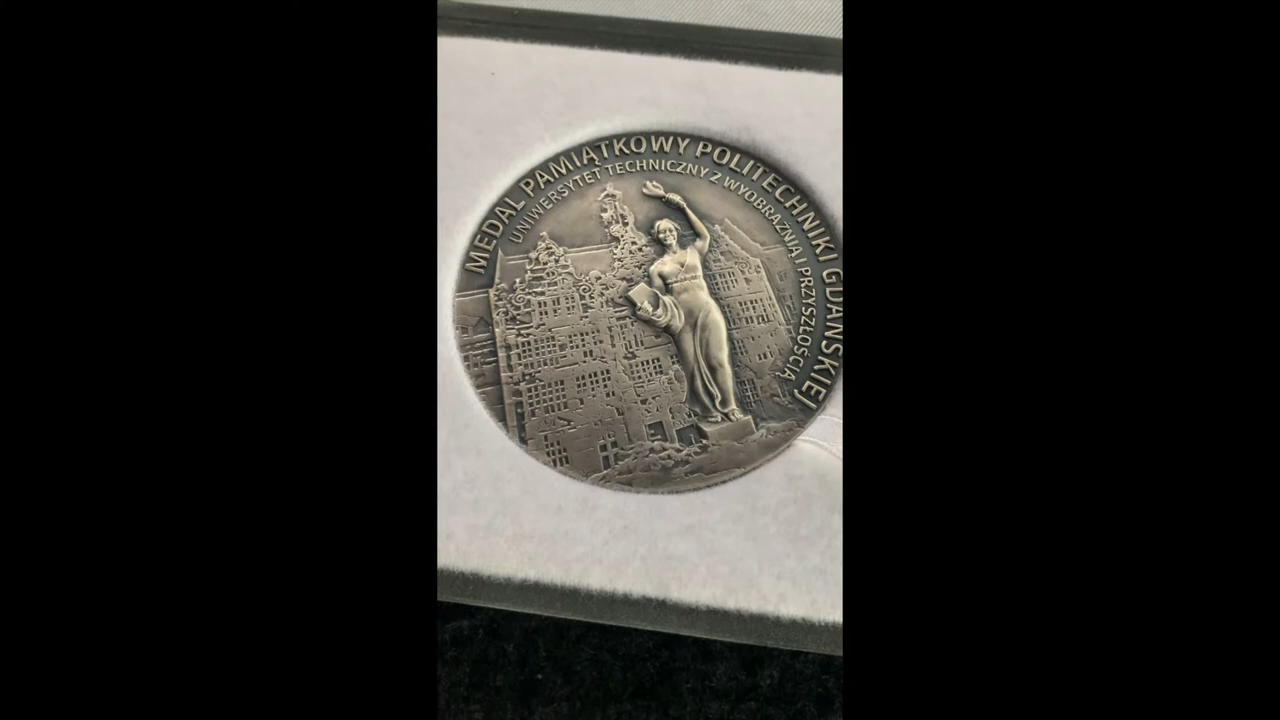 MEDAL PAMIĄTKOWY POLITECHNIKI GDAŃSKIEJ
UNIWERSYTET TECHNICZNY Z WYOBRAŹNIĄ I PRZYSZŁOŚCIĄ